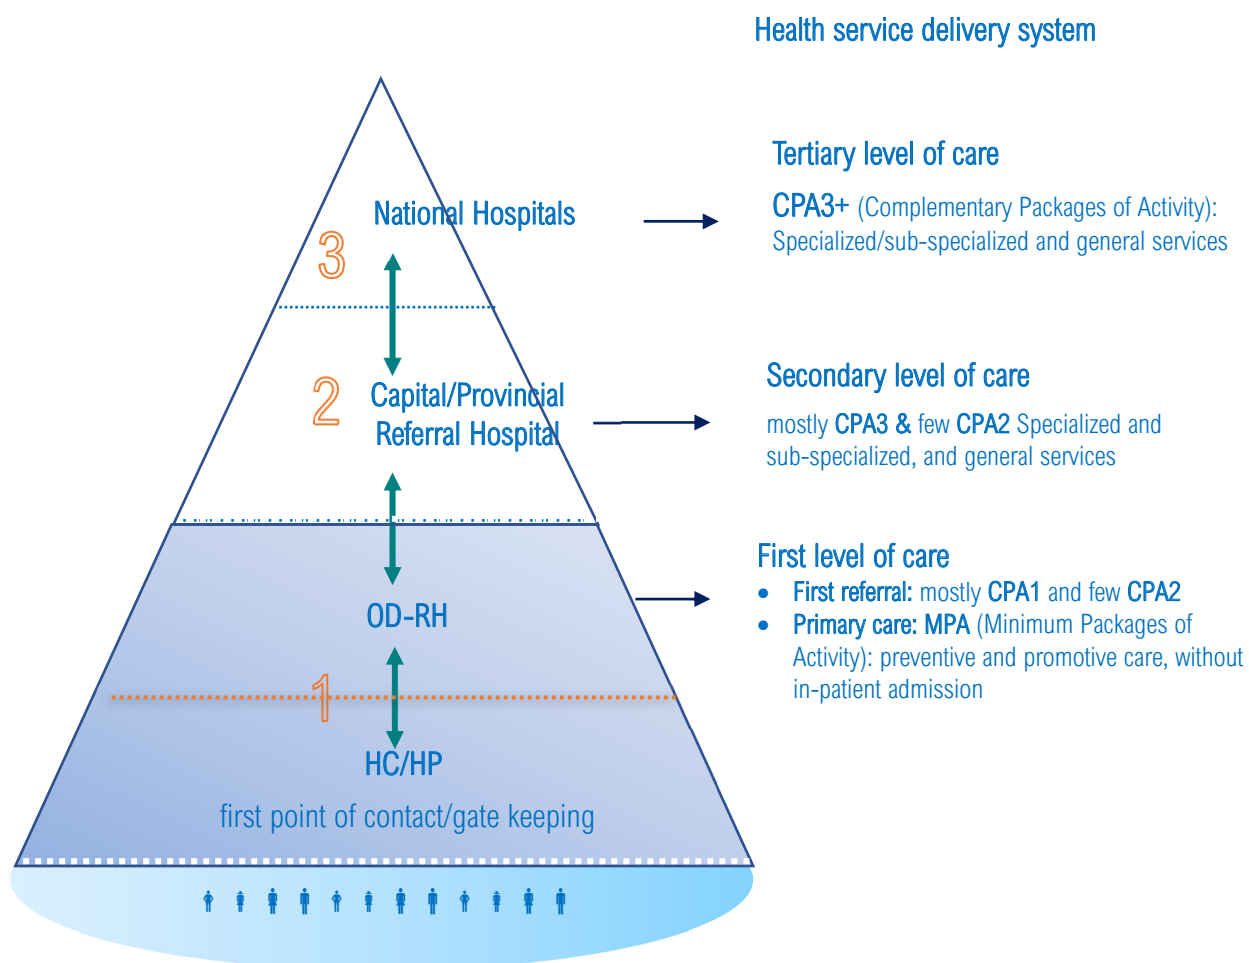 Health service delivery system
Tertiary level of care
National Hospitals
CPA3+ (Complementary Packages of Activity):
Specialized/sub-specialized and general services
3
Secondary level of care
2
Capital/Provincial
Referral Hospital
mostly CPA3 & few CPA2 Specialized and
sub-specialized, and general services
First level of care
• First referral: mostly CPA1 and few CPA2
• Primary care: MPA (Minimum Packages of
Activity): preventive and promotive care, without
in-patient admission
OD-RH
1
HC/HP
first point of contact/gate keeping